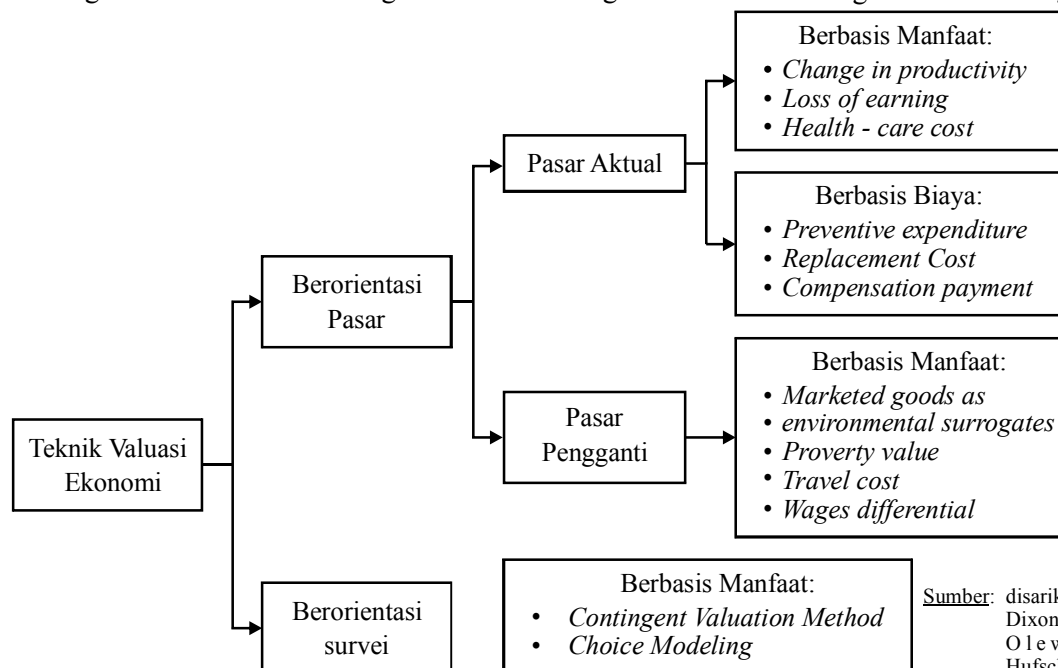 Berbasis Manfaat:
• Change in productivity
• Loss of earning
• Health - care cost
Pasar Aktual
Berbasis Biaya:
• Preventive expenditure
• Replacement Cost
• Compensation payment
Berorientasi
Pasar
Berbasis Manfaat:
• Marketed goods as
• environmental surrogates
• Proverty value
• Travel cost
• Wages differential
Pasar
Pengganti
Teknik Valuasi
Ekonomi
Berorientasi
survei
Berbasis Manfaat:
• Contingent Valuation Method
• Choice Modeling
Sumber:
Dixon